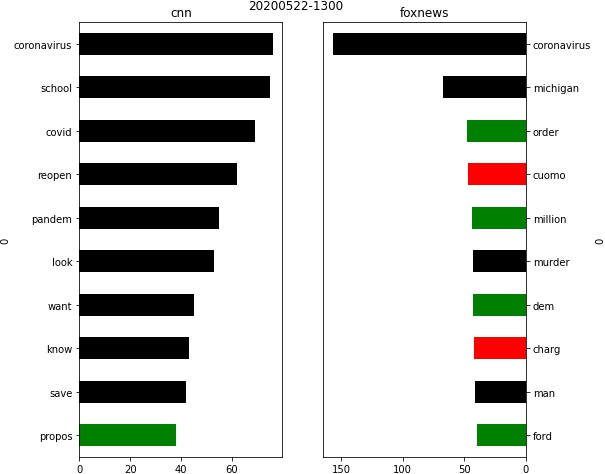 20200522-1300
cnn
foxnews
coronavirus
school
covid
reopen
pandem
look
want
know
save
propos
0
0 20 40 60
coronavirus
michigan
order
cuomo
million
murder
dem
charg
man
ford
0
150 100 50 0